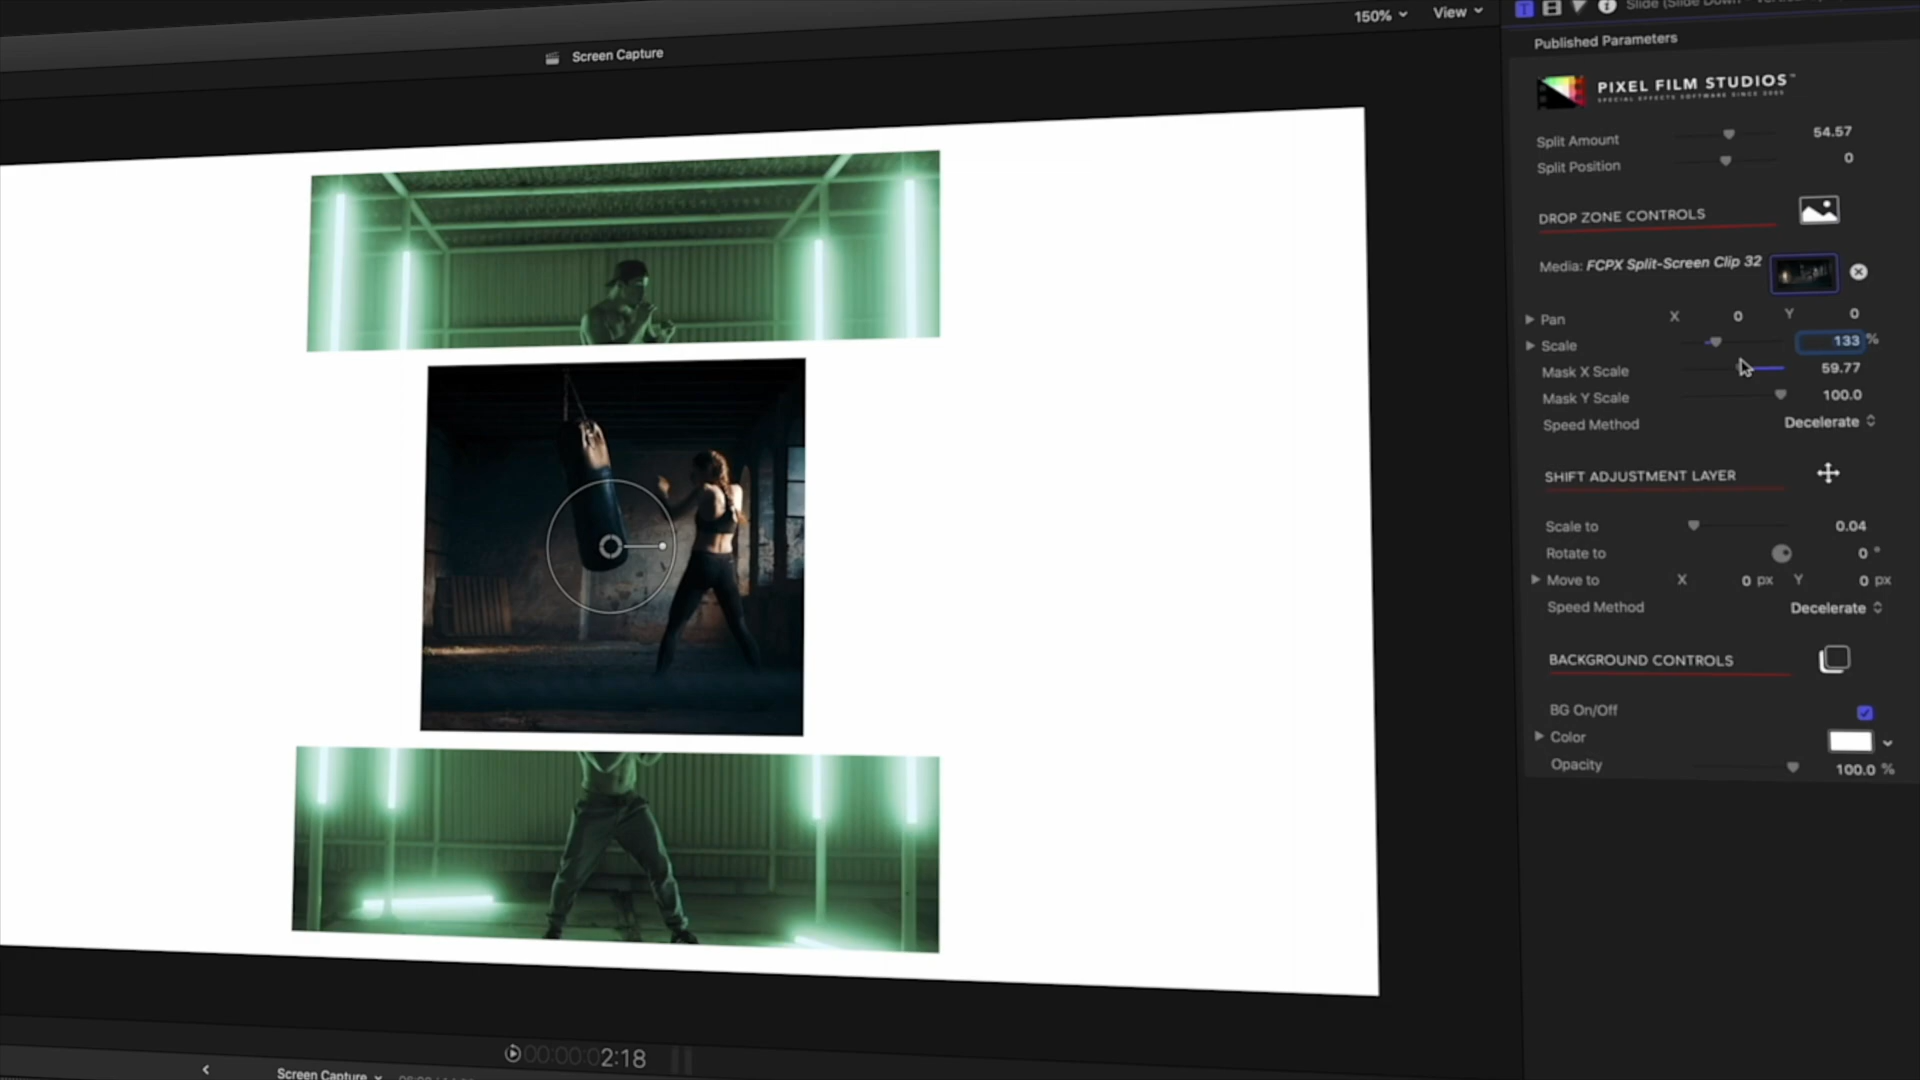 150%
View
Screen Capture
Published Parameters
PIXEL FILM STUDIOS™
SPECIAL EFFECTS SOFTWARE SINCE 2005
Split Amount 54.57
Split Position 0
DROP ZONE CONTROLS
Media: FCPX Split-Screen Clip 32
Pan X 0 Y 0
Scale 133 %
Mask X Scale 59.77
Mask Y Scale 100.0
Speed Method Decelerate
SHIFT ADJUSTMENT LAYER
Scale to 0.04
Rotate to 0 °
Move to X 0 px Y 0 px
Speed Method Decelerate
BACKGROUND CONTROLS
BG On/Off
Color
Opacity 100.0 %
00:00:02:18
Screen Capture